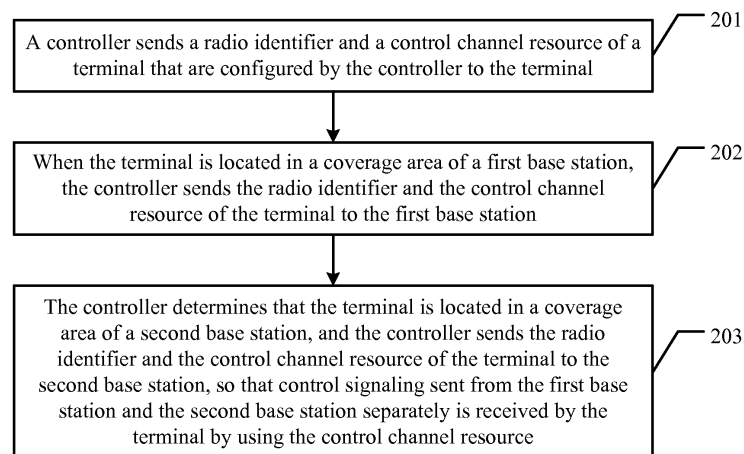 A controller sends a radio identifier and a control channel resource of a
terminal that are configured by the controller to the terminal
201
When the terminal is located in a coverage area of a first base station,
the controller sends the radio identifier and the control channel
resource of the terminal to the first base station
202
The controller determines that the terminal is located in a coverage
area of a second base station, and the controller sends the radio
identifier and the control channel resource of the terminal to the
second base station, so that control signaling sent from the first base
station and the second base station separately is received by the
terminal by using the control channel resource
203